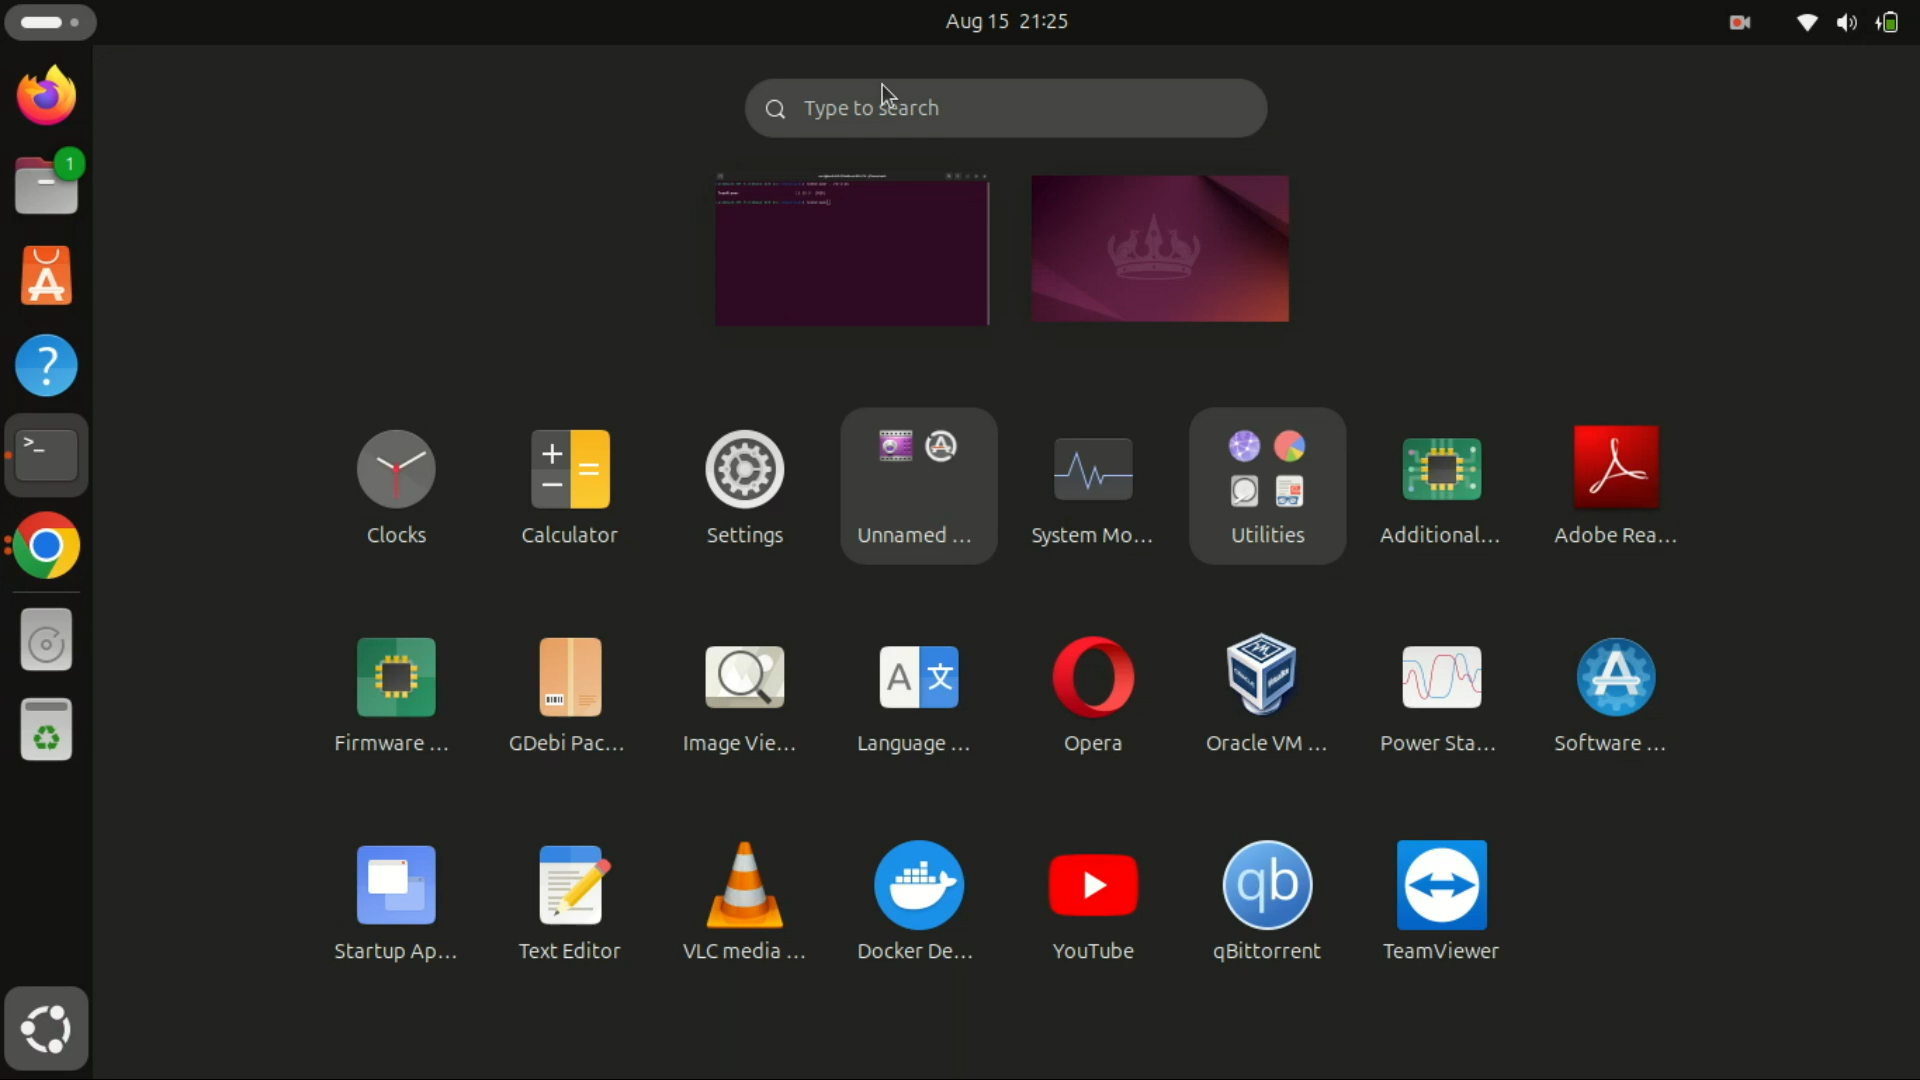 Aug 15 21:25
Type to search
1
Clocks
Calculator
Settings
Unnamed ...
System Mo...
Utilities
Additional...
Adobe Rea...
Firmware ...
GDebi Pac...
Image Vie...
Language ...
Opera
Oracle VM ...
Power Sta...
Software ...
Startup Ap...
Text Editor
VLC media ...
Docker De...
YouTube
qBittorrent
TeamViewer